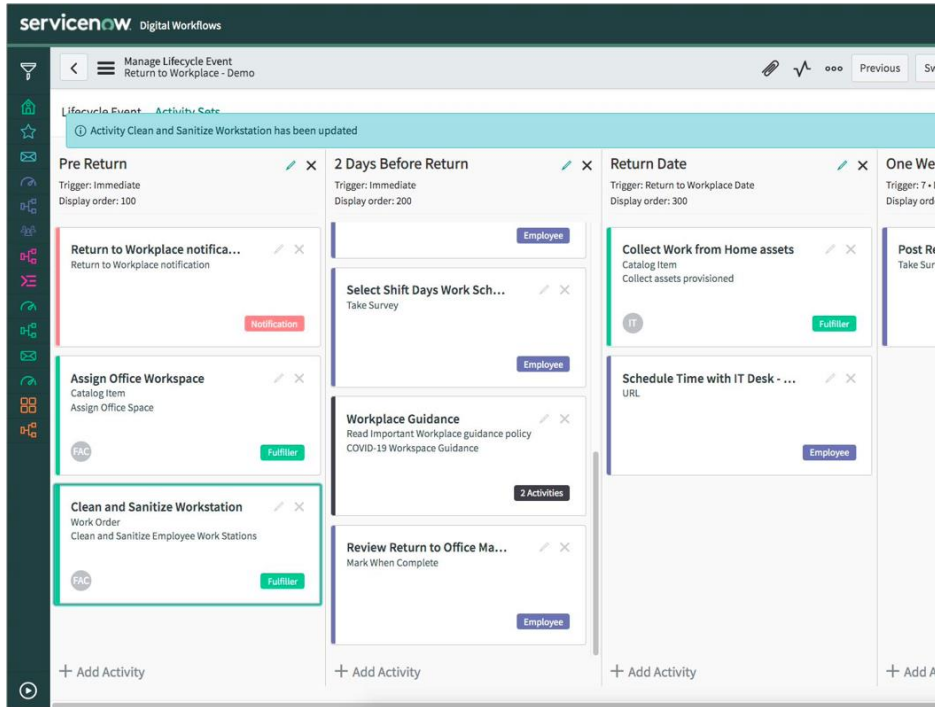 servicenow Digital Workflows
Manage Lifecycle Event
Return to Workplace - Demo
Previous
Lifecycle Event Activity Sets
Activity Clean and Sanitize Workstation has been updated
Pre Return
Trigger: Immediate
Display order: 100
Return to Workplace notifica...
Return to Workplace notification
Notification
Assign Office Workspace
Catalog Item
Assign Office Space
FAC
Fulfiller
Clean and Sanitize Workstation
Work Order
Clean and Sanitize Employee Work Stations
FAC
Fulfiller
+ Add Activity
2 Days Before Return
Trigger: Immediate
Display order: 200
Employee
Select Shift Days Work Sch...
Take Survey
Employee
Workplace Guidance
Read Important Workplace guidance policy
COVID-19 Workspace Guidance
2 Activities
Review Return to Office Ma...
Mark When Complete
Employee
+ Add Activity
Return Date
Trigger: Return to Workplace Date
Display order: 300
Collect Work from Home assets
Catalog Item
Collect assets provisioned
IT
Fulfiller
Schedule Time with IT Desk - ...
URL
Employee
+ Add Activity
One We
Trigger: 7 •
Display ord
Post Re
Take Sur
+ Add A